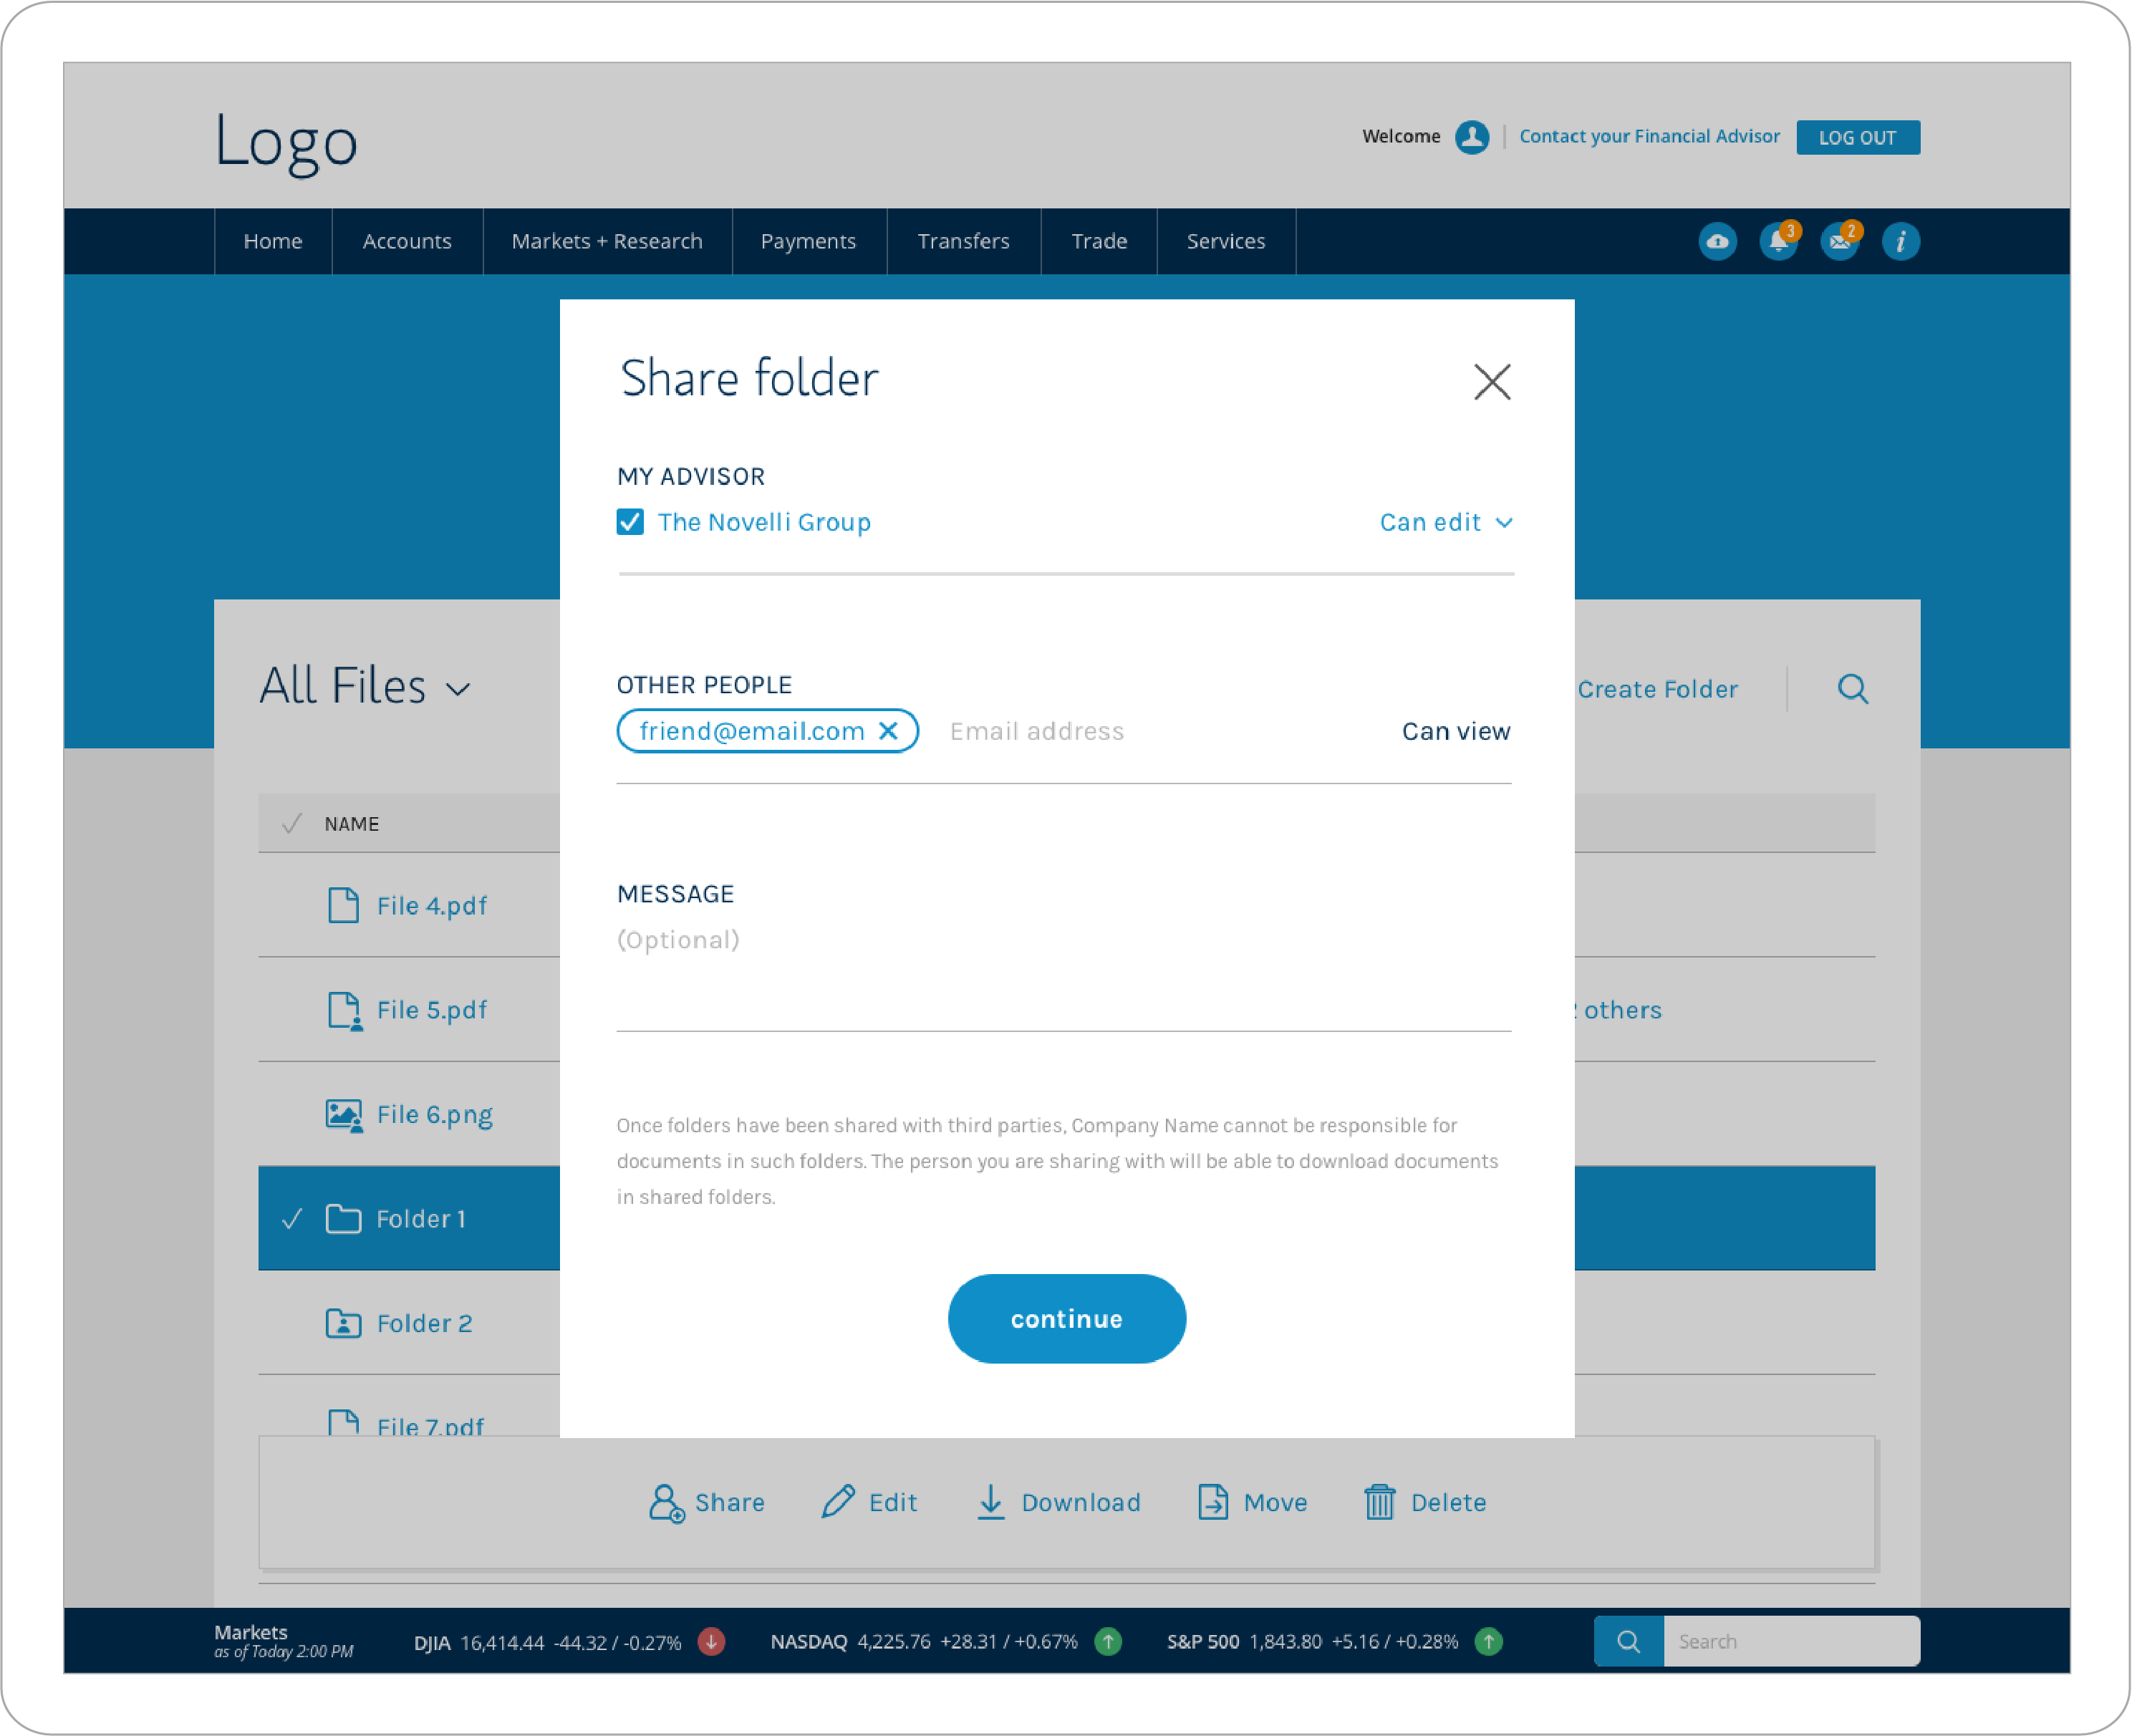 Logo
Welcome
Contact your Financial Advisor
LOG OUT
Home
Accounts
Markets + Research
Payments
Transfers
Trade
Services
3
2
i
Share folder
MY ADVISOR
The Novelli Group
Can edit
All Files
OTHER PEOPLE
Create Folder
friend@email.com
Email address
Can view
NAME
MESSAGE
File 4.pdf
(Optional)
File 5.pdf
others
File 6.png
Once folders have been shared with third parties, Company Name cannot be responsible for
documents in such folders. The person you are sharing with will be able to download documents
in shared folders.
Folder 1
Folder 2
continue
File 7.pdf
Share
Edit
Download
Move
Delete
Markets
as of Today 2:00 PM
DJIA 16,414.44 -44.32 / -0.27%
NASDAQ 4,225.76 +28.31 / +0.67%
S&P 500 1,843.80 +5.16 / +0.28%
Search